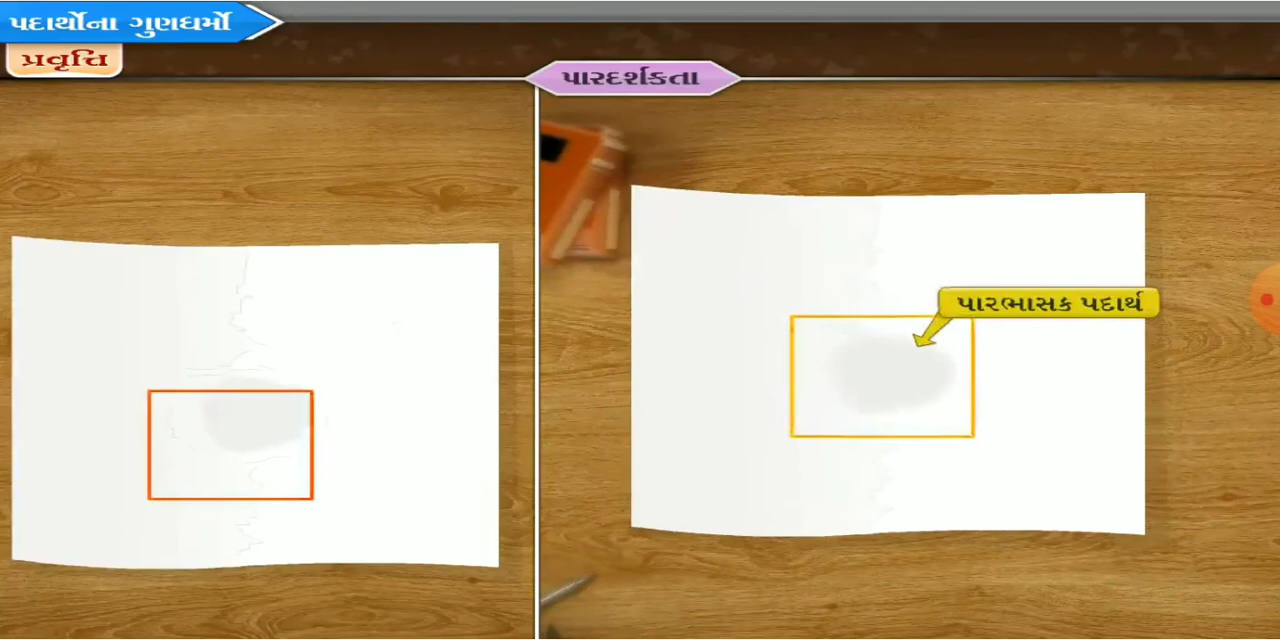 પદાર્થોના ગુણધર્મો
પ્રવૃત્તિ
પારદર્શકતા
પારભાસક પદાર્થ